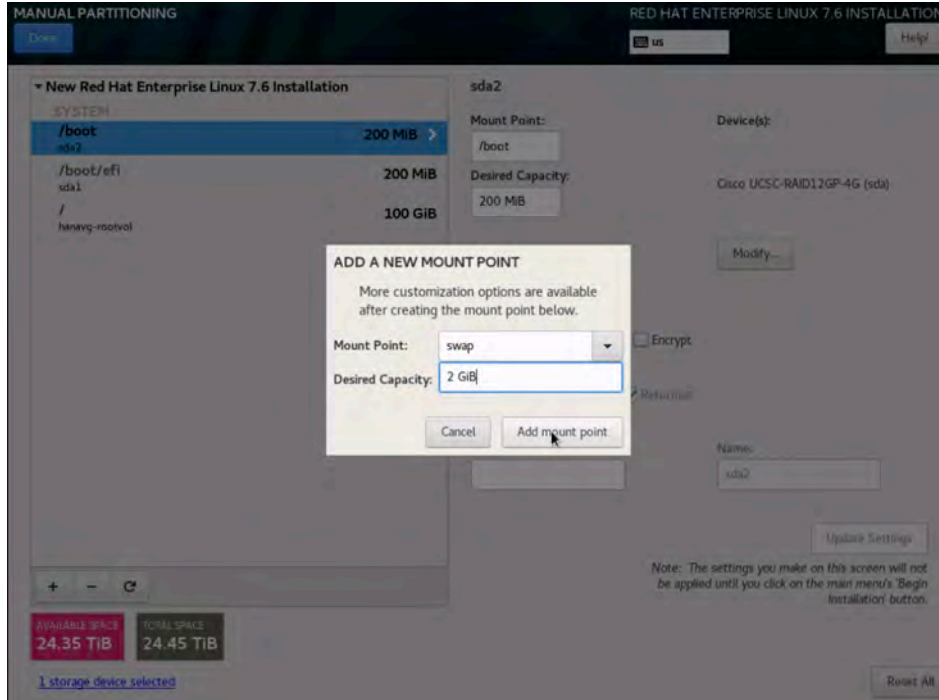 MANUAL PARTITIONING
RED HAT ENTERPRISE LINUX 7.6 INSTALLATION
Done
us
Help!
New Red Hat Enterprise Linux 7.6 Installation
SYSTEM
/boot
sda2
200 MiB
/boot/efi
sda1
200 MiB
/
hanavg-rootvol
100 GiB
sda2
Mount Point:
/boot
Desired Capacity:
200 MiB
Device(s):
Cisco UCSC-RAID12GP-4G (sda)
Modify...
ADD A NEW MOUNT POINT
More customization options are available
after creating the mount point below.
Mount Point:
swap
Desired Capacity:
2 GiB
Cancel
Add mount point
Encrypt
Reformat
Name:
sda2
Update Settings
Note: The settings you make on this screen will not
be applied until you click on the main menu's 'Begin
Installation' button.
+ −
AVAILABLE SPACE
24.35 TiB
TOTAL SPACE
24.45 TiB
1 storage device selected
Reset All